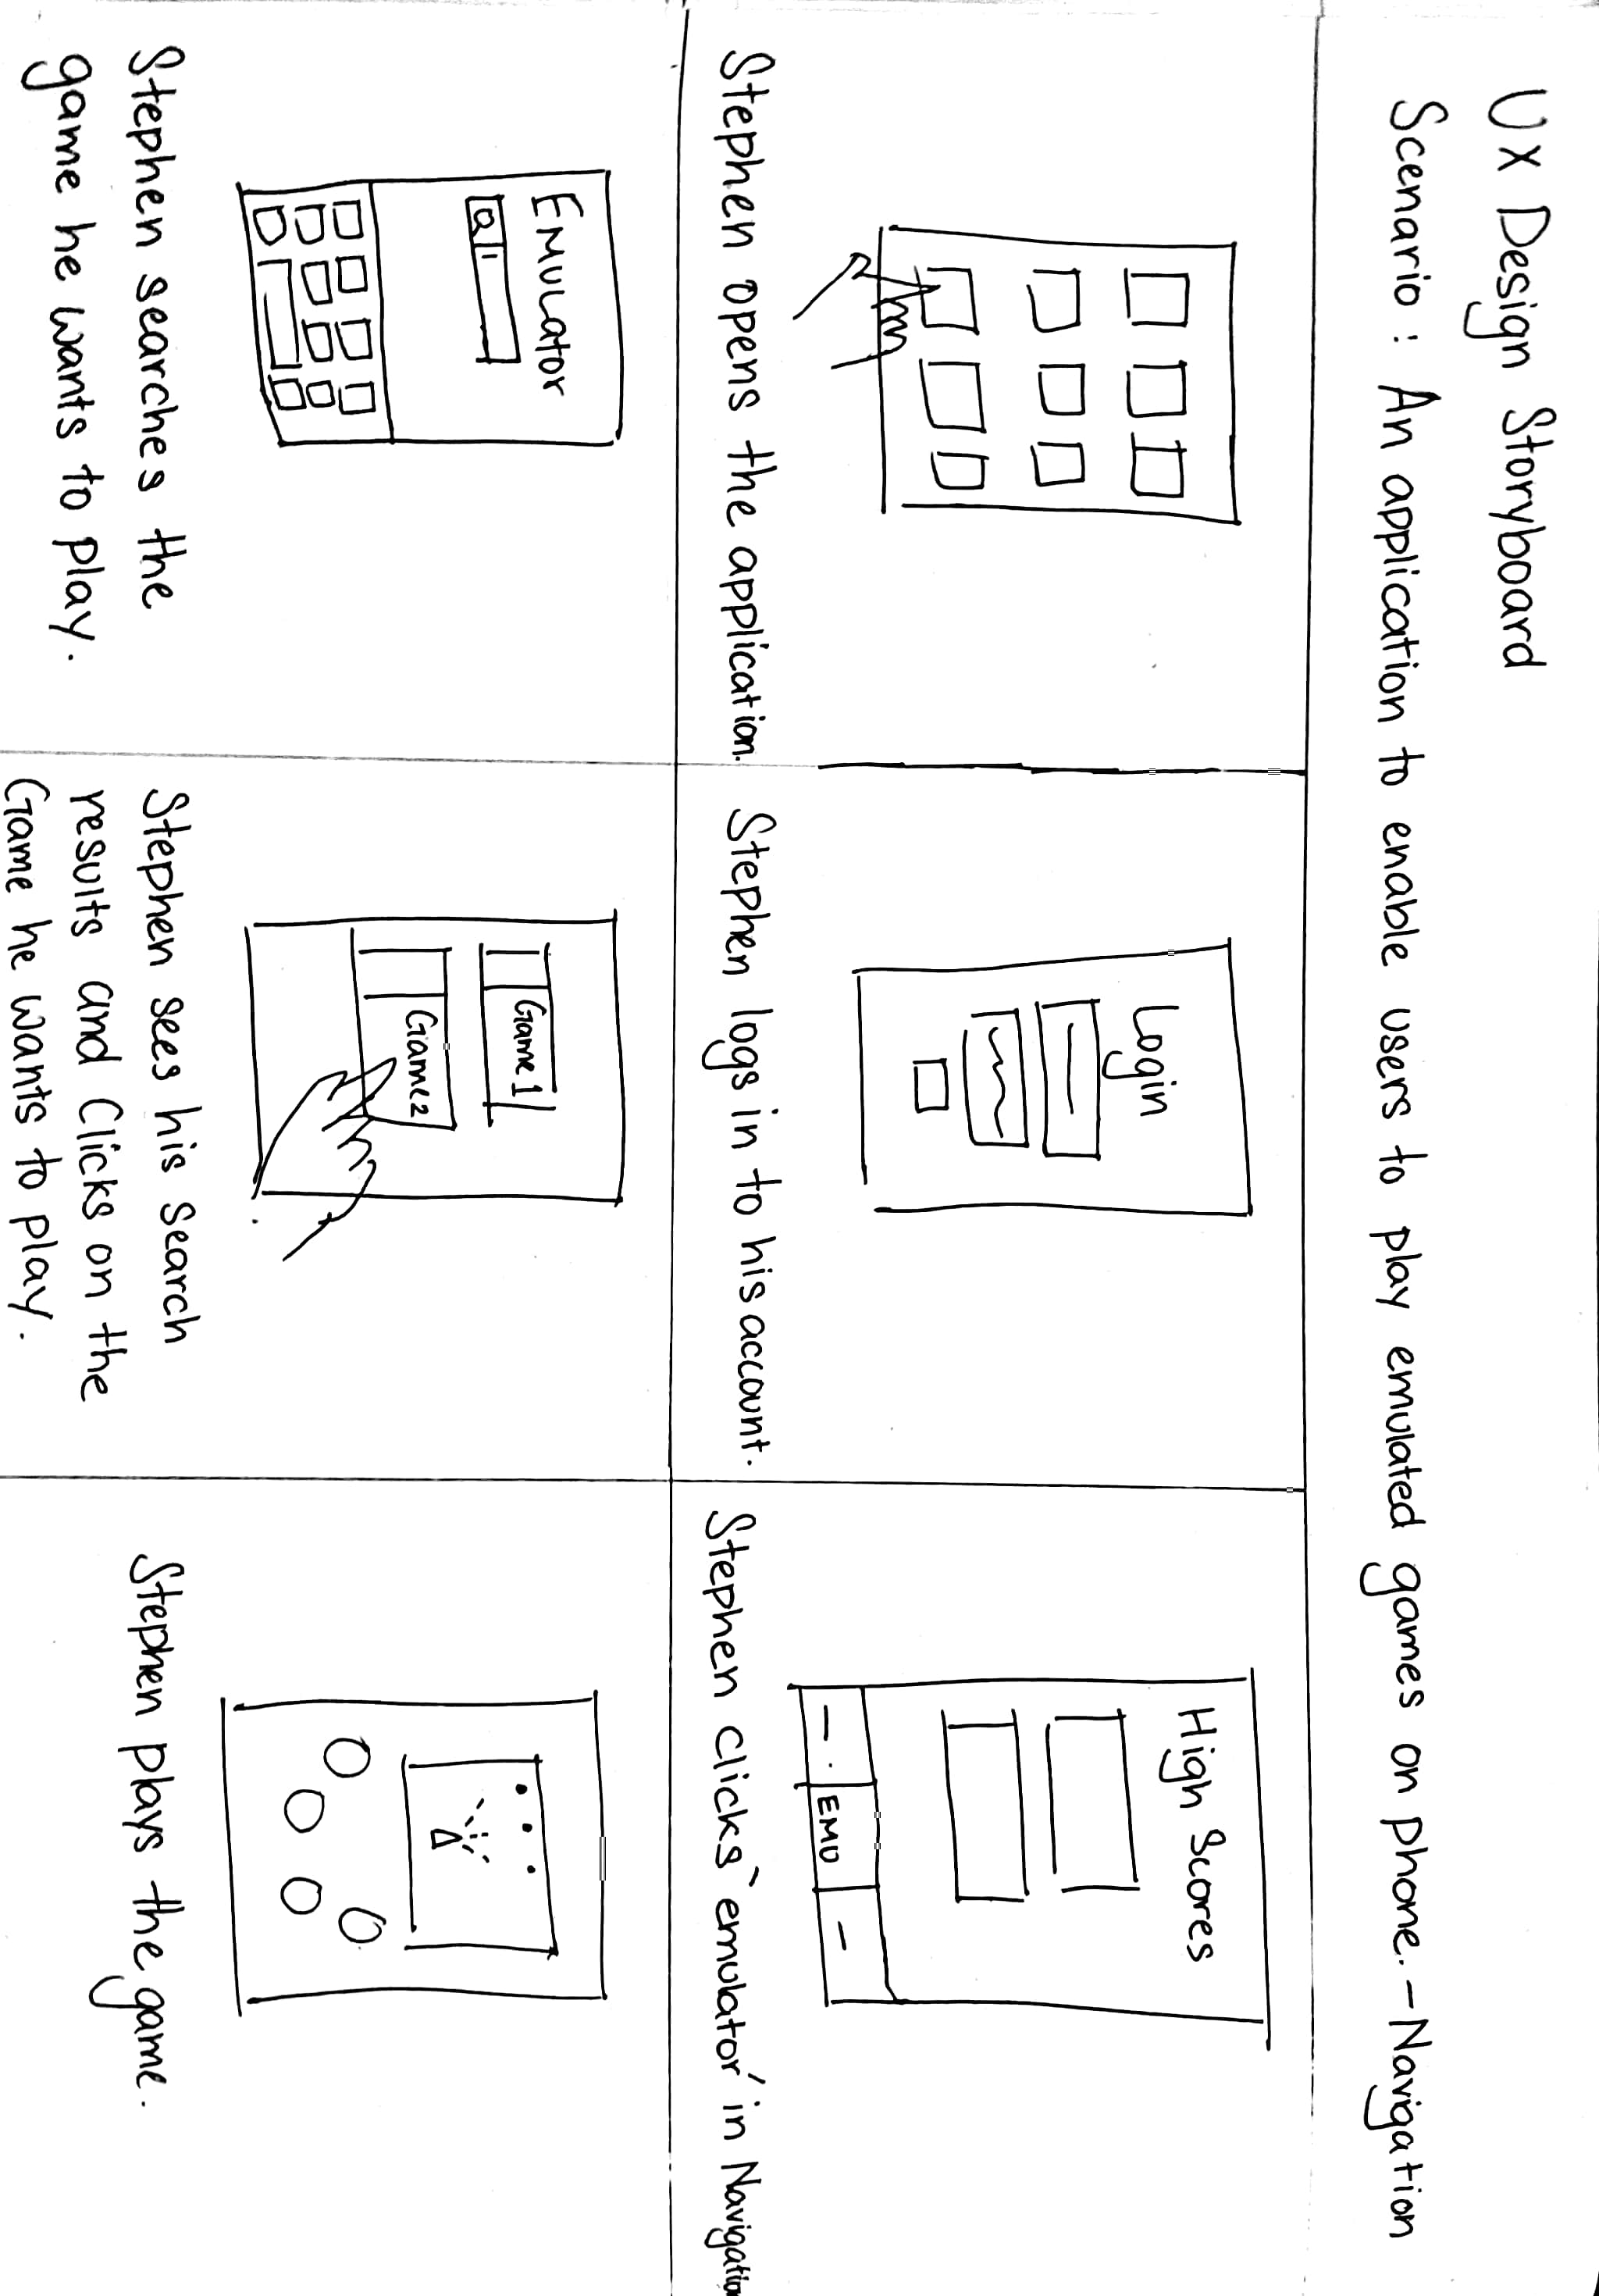 UX Design Storyboard
Scenario : An application to enable users to play emulated games on phone. - Navigation
Login
High Scores
EMU
Stephen opens the application.
Stephen logs in to his account.
Stephen clicks `emulator´ in Navigation
Emulator
Game 1
Game 2
Stephen searches the
game he wants to play.
Stephen sees his search
results and Clicks on the
Game he wants to play.
Stephen plays the game.